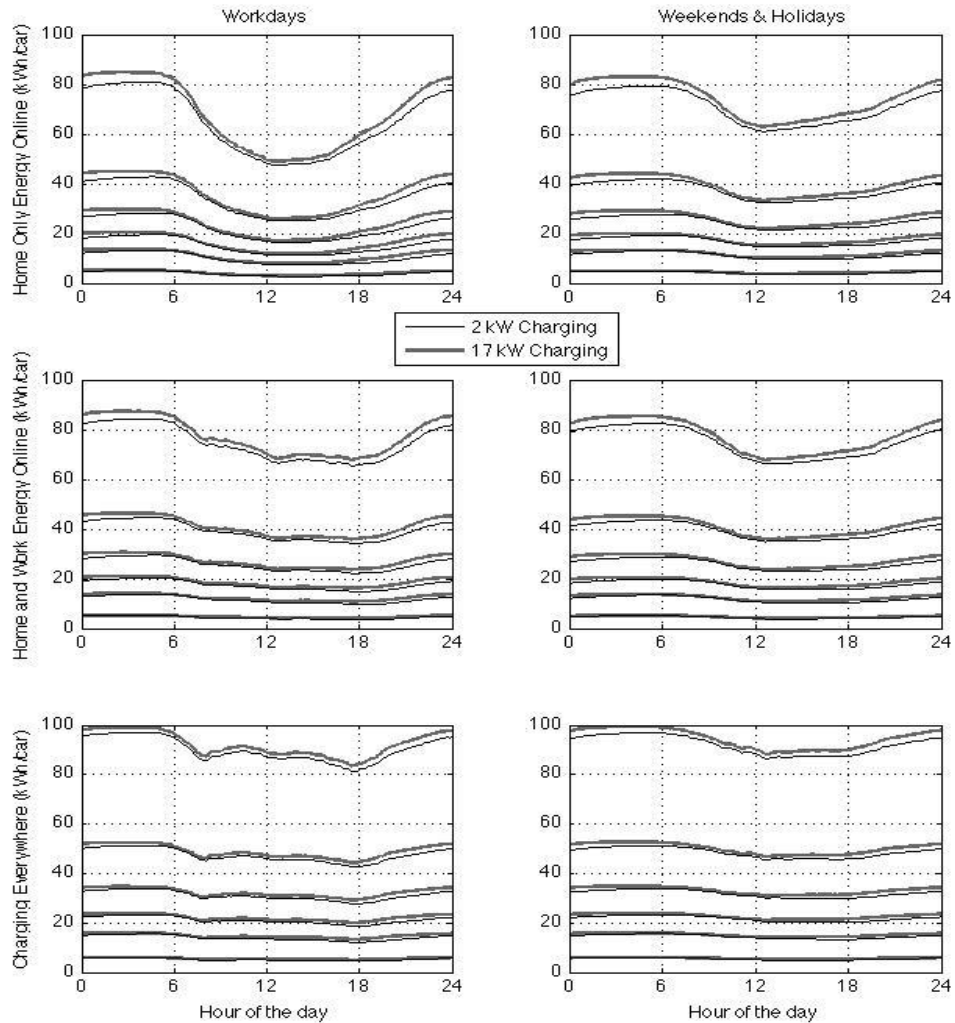 Workdays
Weekends & Holidays
Home Only Energy Online (kWh/car)
100
80
60
40
20
0
0 6 12 18 24
100
80
60
40
20
0
0 6 12 18 24
2 kW Charging
17 kW Charging
Home and Work Energy Online (kWh/car)
100
80
60
40
20
0
0 6 12 18 24
100
80
60
40
20
0
0 6 12 18 24
Charging Everywhere (kWh/car)
100
80
60
40
20
0
0 6 12 18 24
Hour of the day
100
80
60
40
20
0
0 6 12 18 24
Hour of the day